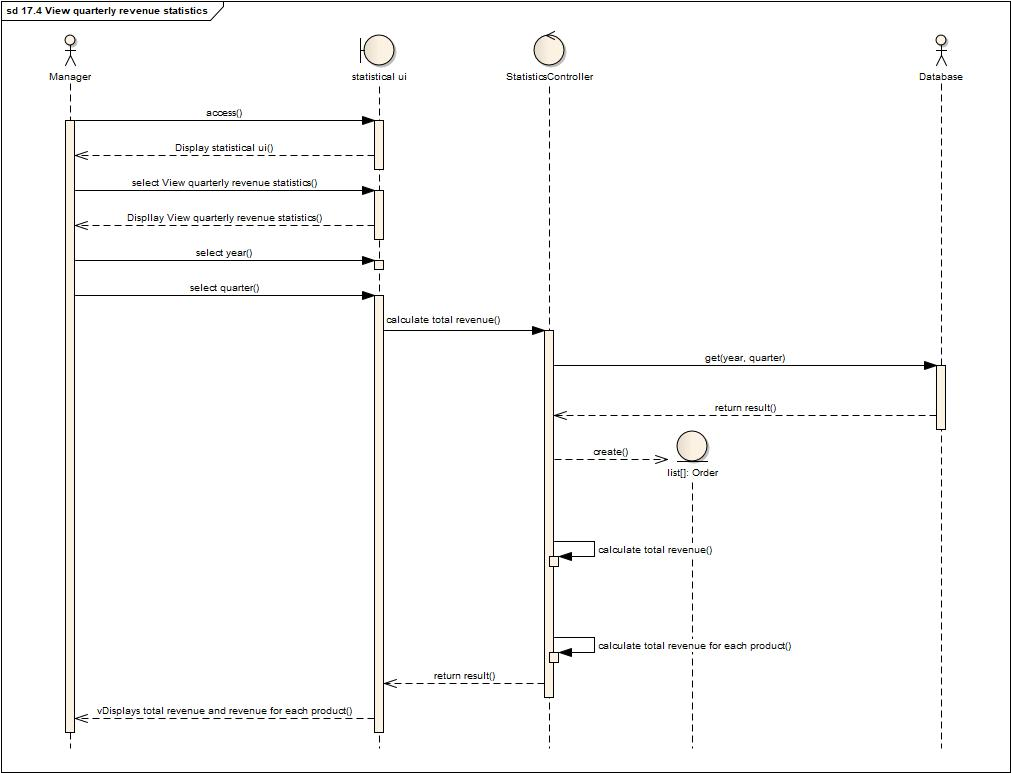 sd 17.4 View quarterly revenue statistics
Manager
statistical ui
StatisticsController
Database
access()
Display statistical ui()
select View quarterly revenue statistics()
Displlay View quarterly revenue statistics()
select year()
select quarter()
calculate total revenue()
get(year, quarter)
return result()
create()
list[]: Order
calculate total revenue()
calculate total revenue for each product()
return result()
vDisplays total revenue and revenue for each product()